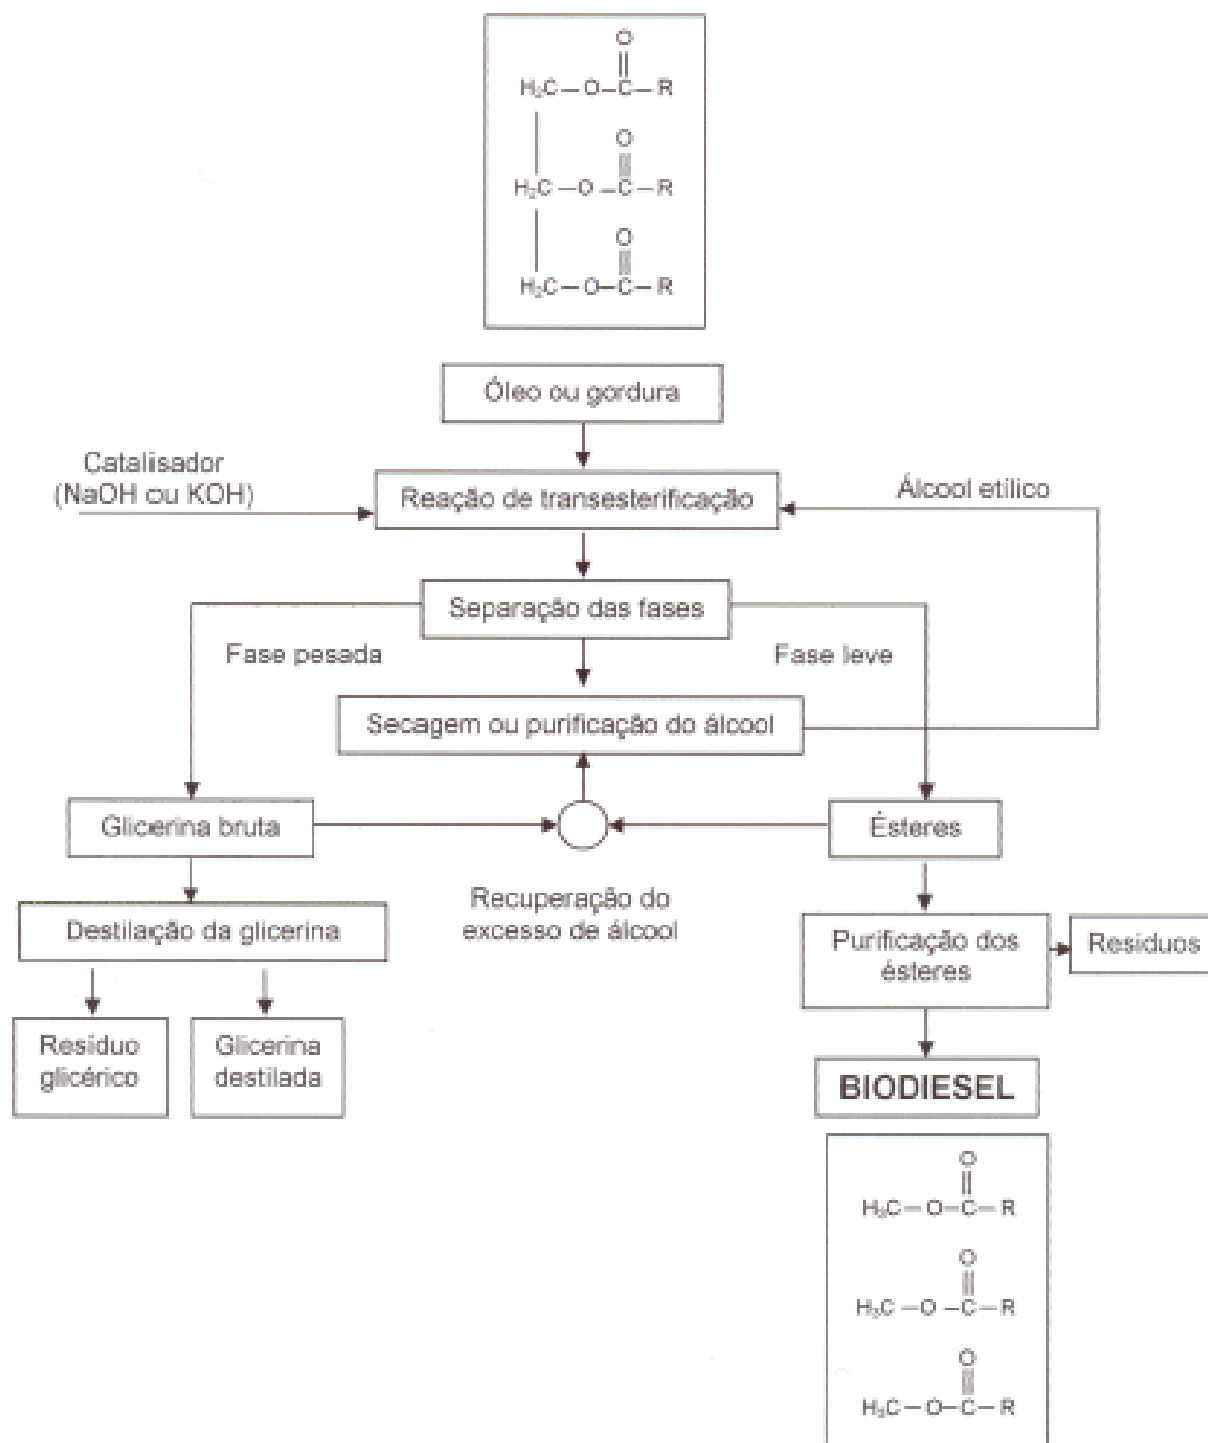 O
H₂C—O—C—R
O
H₂C—O—C—R
O
H₂C—O—C—R
Óleo ou gordura
Catalisador
(NaOH ou KOH)
Reação de transesterificação
Álcool etílico
Separação das fases
Fase pesada
Fase leve
Secagem ou purificação do álcool
Glicerina bruta
Ésteres
Recuperação do
excesso de álcool
Destilação da glicerina
Purificação dos
ésteres
Resíduos
Resíduo
glicérico
Glicerina
destilada
BIODIESEL
O
H₃C—O—C—R
O
H₃C—O—C—R
O
H₃C—O—C—R